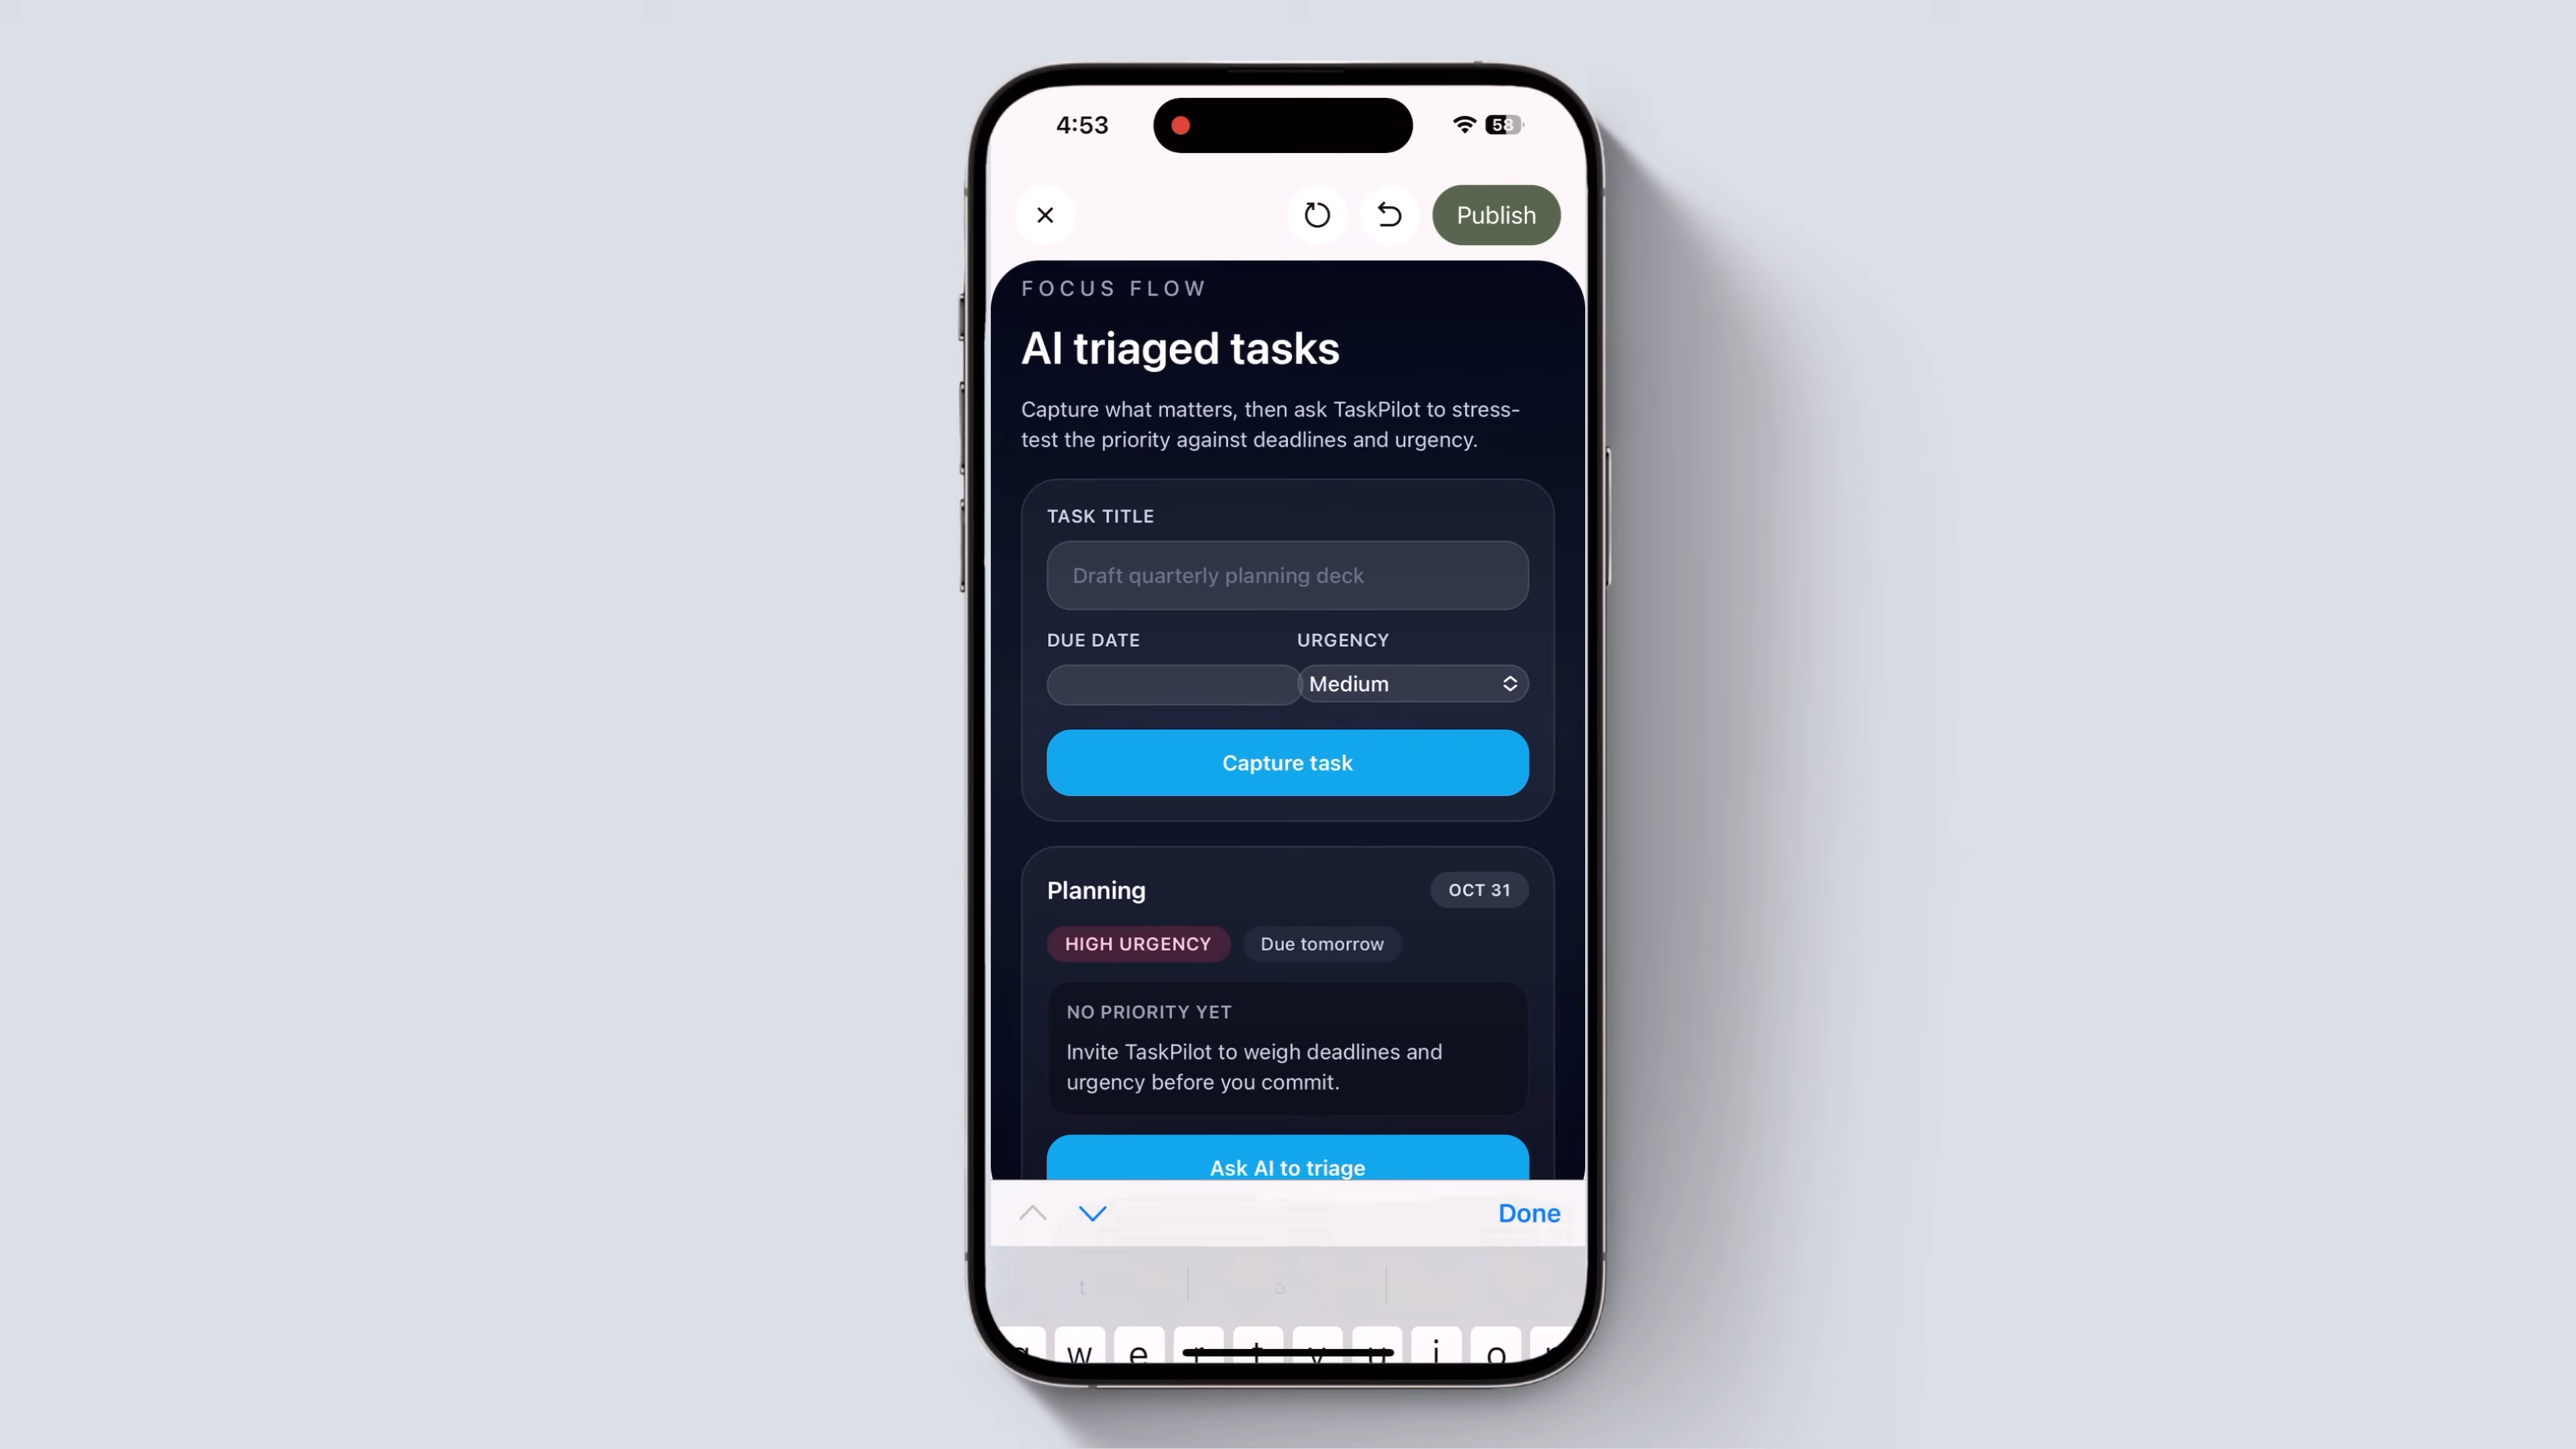 4:53
58
Publish
FOCUS FLOW
AI triaged tasks
Capture what matters, then ask TaskPilot to stress-
test the priority against deadlines and urgency.
TASK TITLE
Draft quarterly planning deck
DUE DATE URGENCY
Medium
Capture task
Planning OCT 31
HIGH URGENCY Due tomorrow
NO PRIORITY YET
Invite TaskPilot to weigh deadlines and
urgency before you commit.
Ask AI to triage
Done
t o
q w e r t y u i o